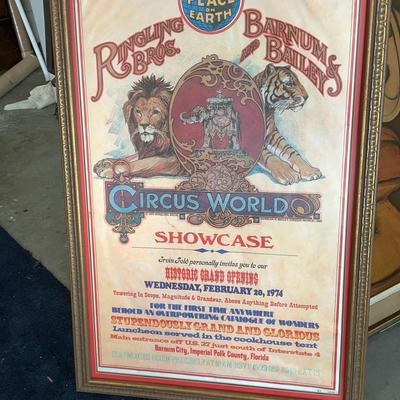 PLACE
ON
EARTH
RINGLING BROS. AND BARNUM & BAILEY
CIRCUS WORLD
SHOWCASE
Irvin Feld personally invites you to our
HISTORIC GRAND OPENING
WEDNESDAY, FEBRUARY 20, 1974
Towering In Scope, Magnitude & Grandeur, Above Anything Before Attempted
FOR THE FIRST TIME ANYWHERE
BEHOLD AN OVERPOWERING CATALOGUE OF WONDERS
STUPENDOUSLY GRAND AND GLORIOUS
Luncheon served in the cookhouse tent
Main entrance off U.S. 27 just south of Interstate 4
Barnum City, Imperial Polk County, Florida